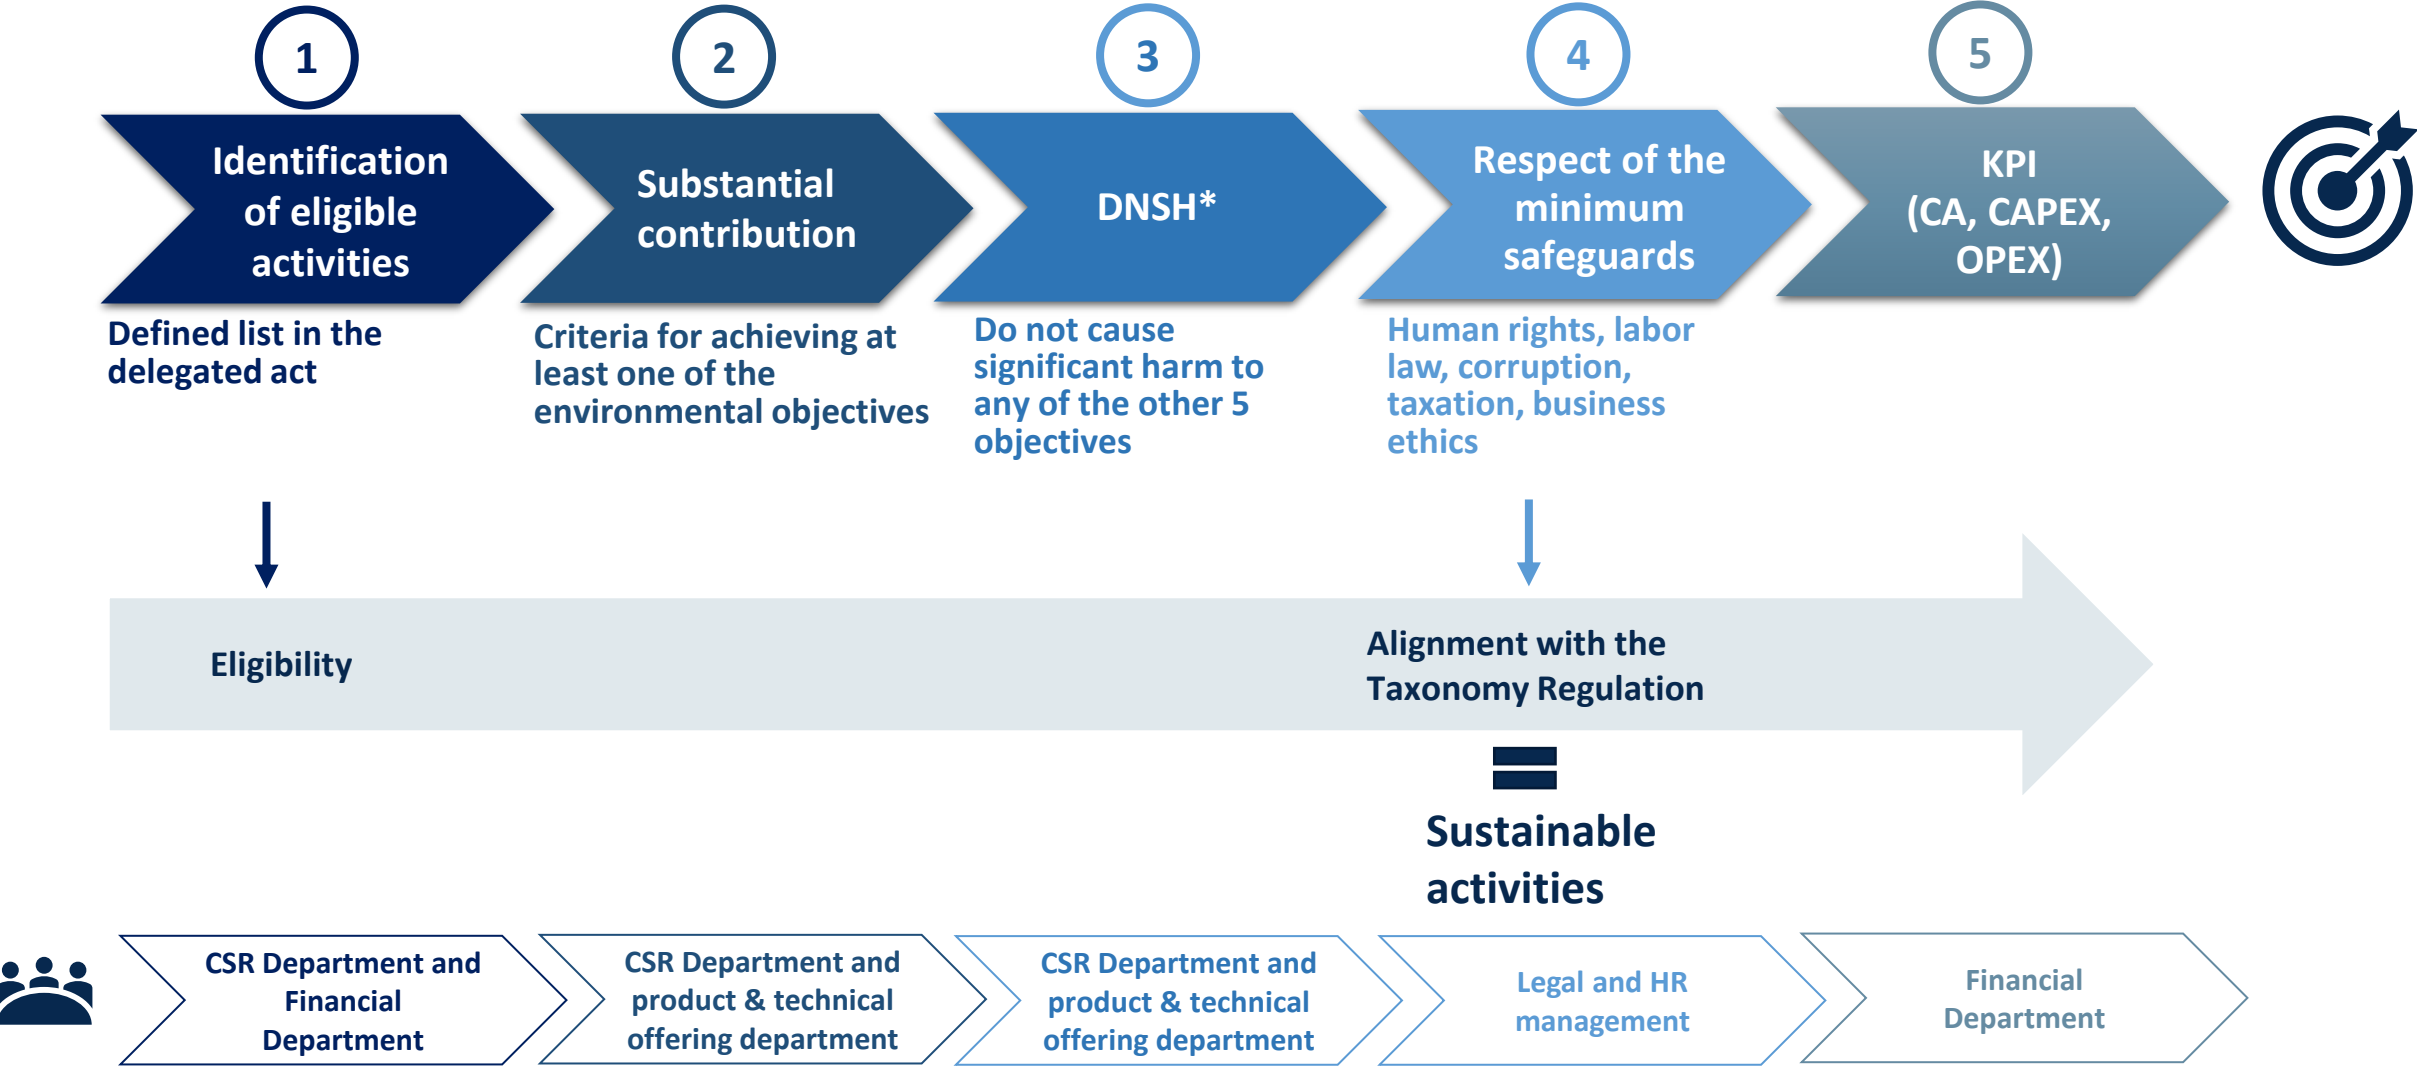 1
2
3
4
5
Identification
of eligible
activities
Substantial
contribution
DNSH*
Respect of the
minimum
safeguards
KPI
(CA, CAPEX,
OPEX)
Defined list in the
delegated act
Criteria for achieving at
least one of the
environmental objectives
Do not cause
significant harm to
any of the other 5
objectives
Human rights, labor
law, corruption,
taxation, business
ethics
Eligibility
Alignment with the
Taxonomy Regulation
Sustainable
activities
CSR Department and
Financial
Department
CSR Department and
product & technical
offering department
CSR Department and
product & technical
offering department
Legal and HR
management
Financial
Department